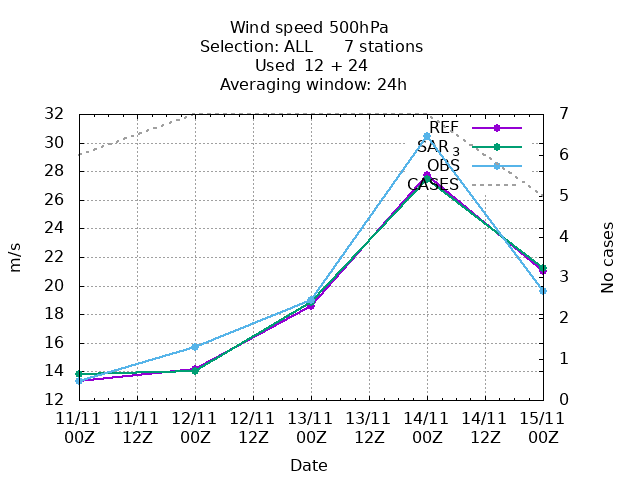 Wind speed 500hPa
Selection: ALL 7 stations
Used 12 + 24
Averaging window: 24h
32
30
28
26
24
22
20
18
16
14
12
m/s
7
6
5
4
3
2
1
0
No cases
REF
SAR 3
OBS
CASES
11/11 11/11 12/11 12/11 13/11 13/11 14/11 14/11 15/11
00Z 12Z 00Z 12Z 00Z 12Z 00Z 12Z 00Z
Date